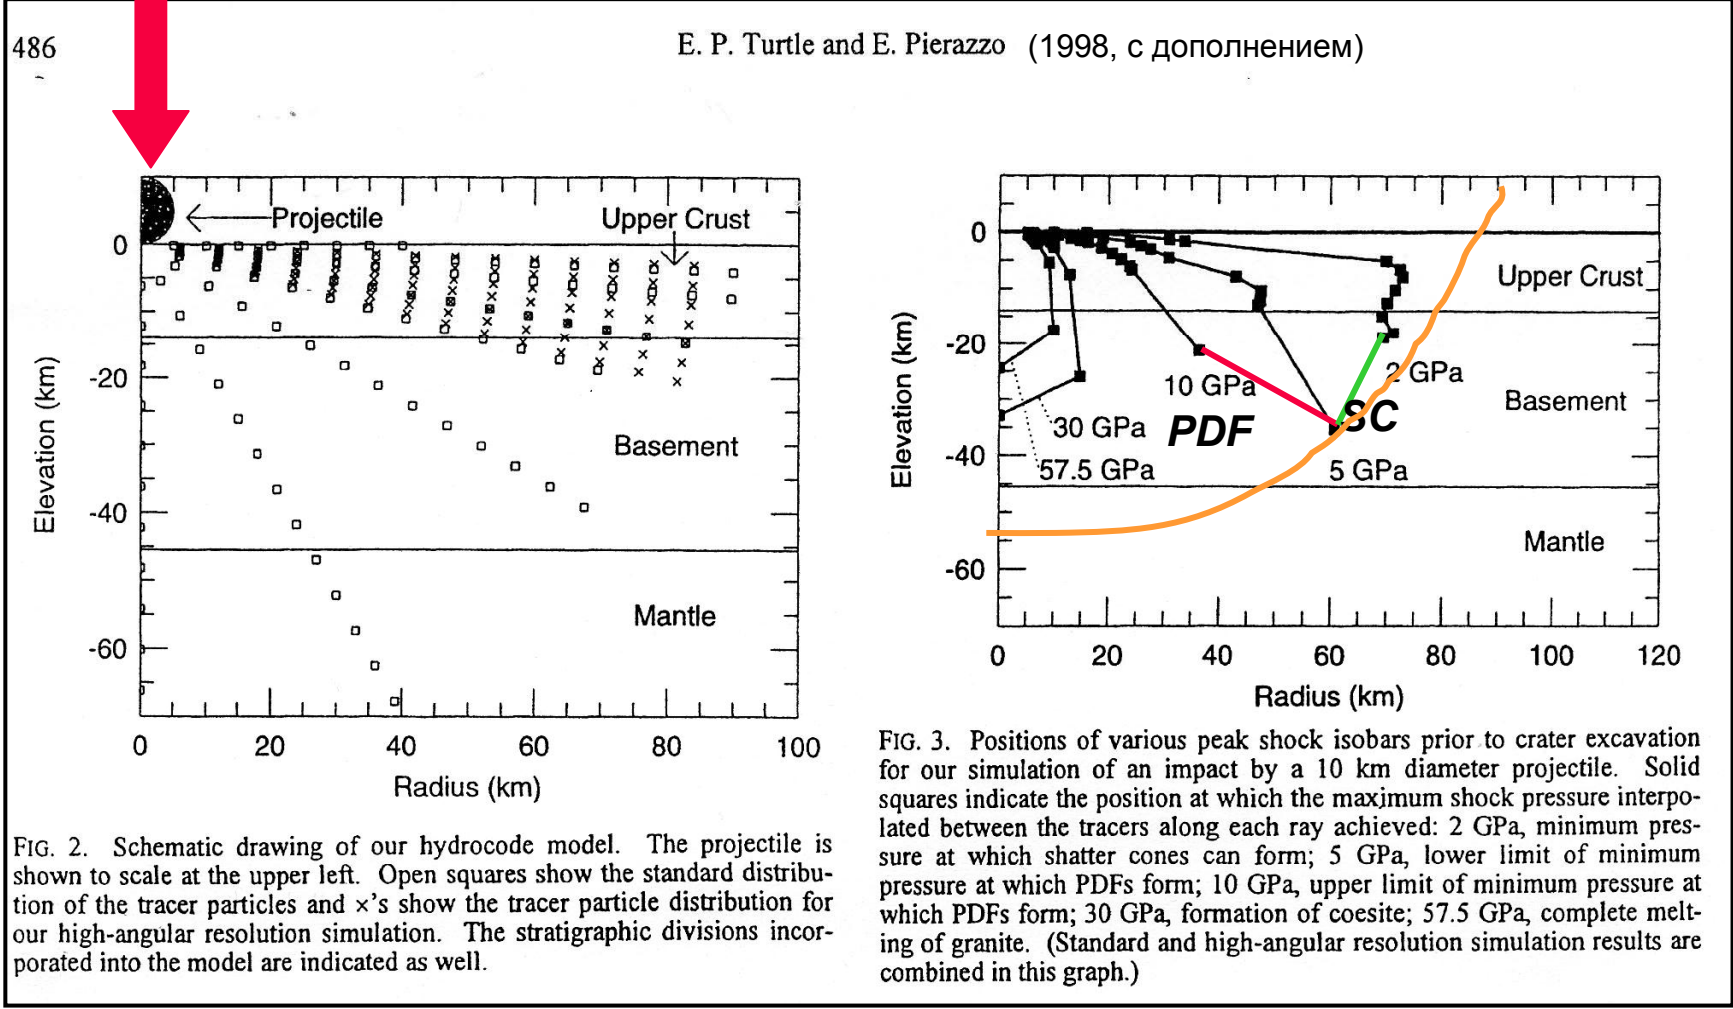 486
E. P. Turtle and E. Pierazzo (1998, с дополнением)
Projectile
Upper Crust
0
-20
-40
-60
Basement
Mantle
Elevation (km)
0 20 40 60 80 100
Radius (km)
FIG. 2. Schematic drawing of our hydrocode model. The projectile is
shown to scale at the upper left. Open squares show the standard distribu-
tion of the tracer particles and ×'s show the tracer particle distribution for
our high-angular resolution simulation. The stratigraphic divisions incor-
porated into the model are indicated as well.
0
-20
-40
-60
Elevation (km)
Upper Crust
2 GPa
10 GPa
Basement
SC
PDF
30 GPa
57.5 GPa
5 GPa
Mantle
0 20 40 60 80 100 120
Radius (km)
FIG. 3. Positions of various peak shock isobars prior to crater excavation
for our simulation of an impact by a 10 km diameter projectile. Solid
squares indicate the position at which the maximum shock pressure interpo-
lated between the tracers along each ray achieved: 2 GPa, minimum pres-
sure at which shatter cones can form; 5 GPa, lower limit of minimum
pressure at which PDFs form; 10 GPa, upper limit of minimum pressure at
which PDFs form; 30 GPa, formation of coesite; 57.5 GPa, complete melt-
ing of granite. (Standard and high-angular resolution simulation results are
combined in this graph.)